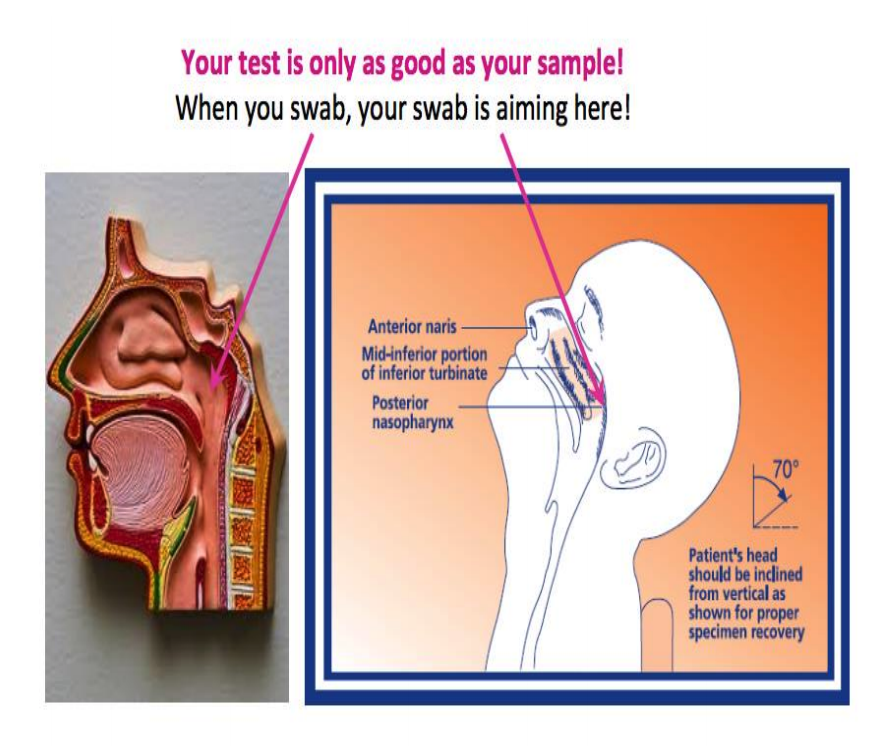 Your test is only as good as your sample!
When you swab, your swab is aiming here!
Anterior naris
Mid-inferior portion
of inferior turbinate
Posterior
nasopharynx
70°
Patient's head
should be inclined
from vertical as
shown for proper
specimen recovery